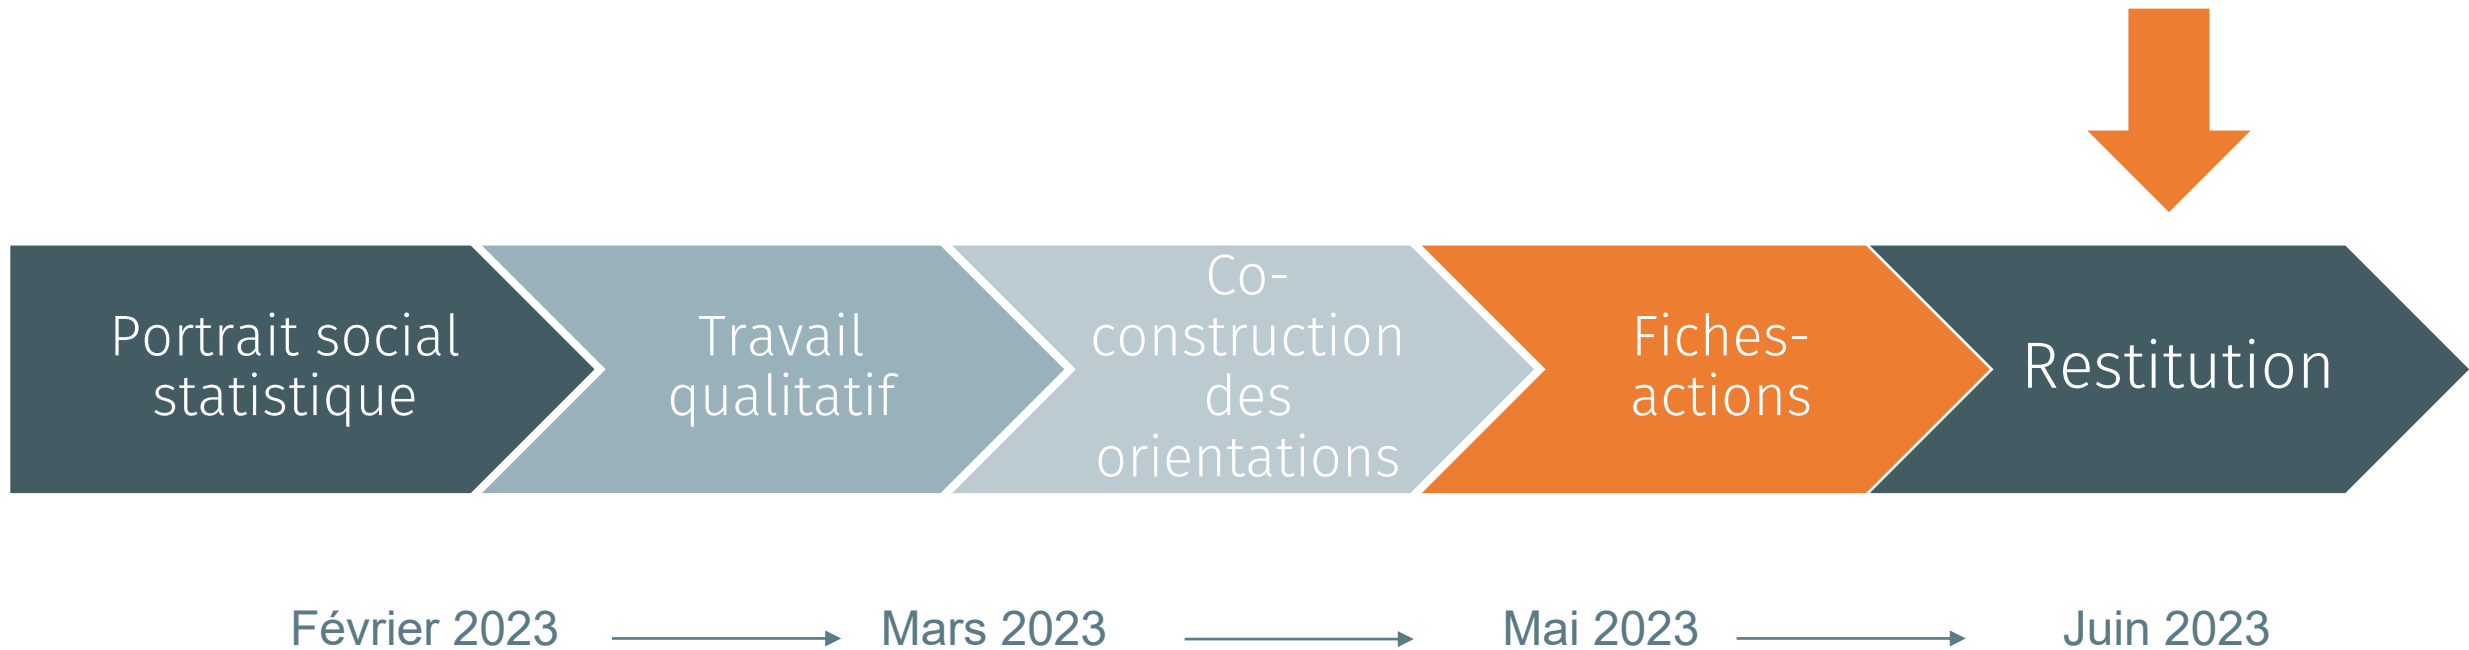 Portrait social
statistique
Travail
qualitatif
Co-
construction
des
orientations
Fiches-
actions
Restitution
Février 2023
Mars 2023
Mai 2023
Juin 2023